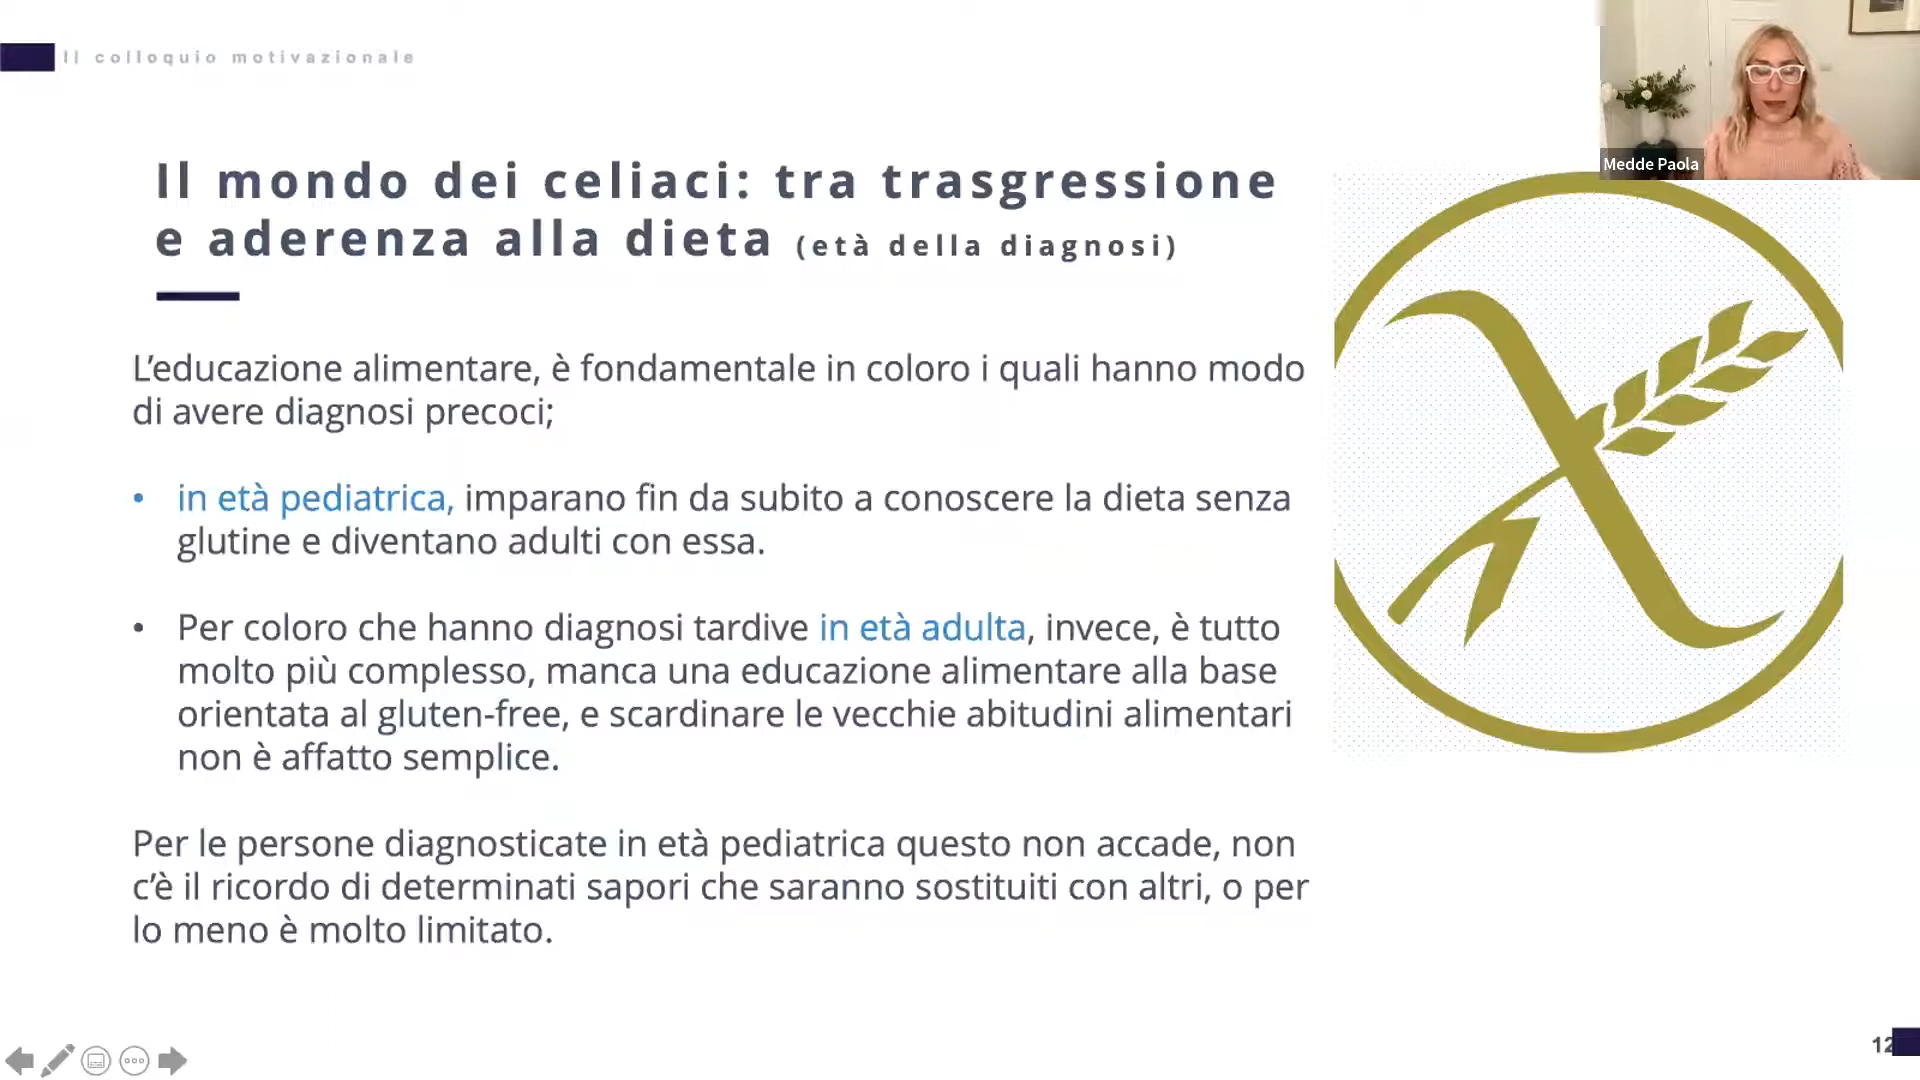 Il colloquio motivazionale
Medde Paola
Il mondo dei celiaci: tra trasgressione
e aderenza alla dieta (età della diagnosi)
L’educazione alimentare, è fondamentale in coloro i quali hanno modo
di avere diagnosi precoci;
• in età pediatrica, imparano fin da subito a conoscere la dieta senza
glutine e diventano adulti con essa.
• Per coloro che hanno diagnosi tardive in età adulta, invece, è tutto
molto più complesso, manca una educazione alimentare alla base
orientata al gluten-free, e scardinare le vecchie abitudini alimentari
non è affatto semplice.
Per le persone diagnosticate in età pediatrica questo non accade, non
c’è il ricordo di determinati sapori che saranno sostituiti con altri, o per
lo meno è molto limitato.
12